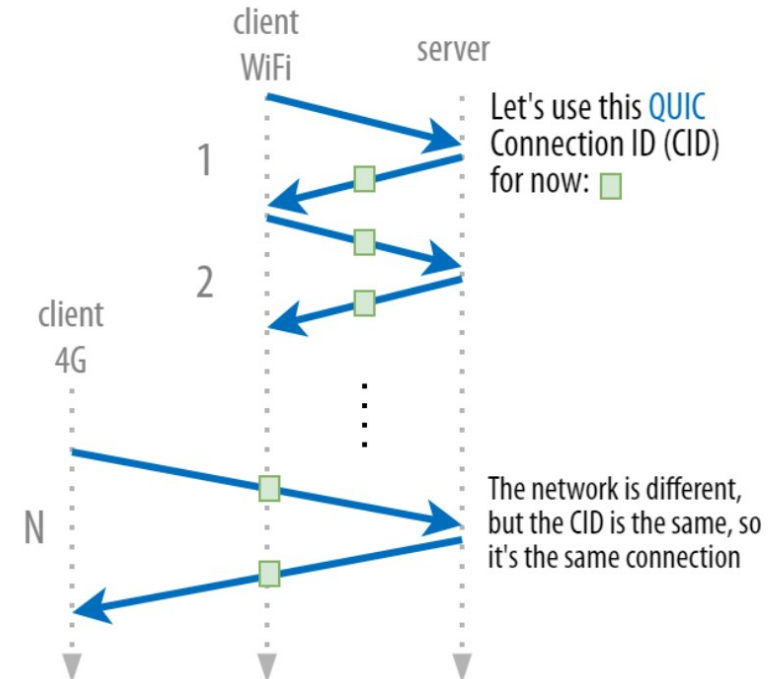 client
WiFi
server
Let's use this QUIC
Connection ID (CID)
for now:
1
2
client
4G
N
The network is different,
but the CID is the same, so
it's the same connection